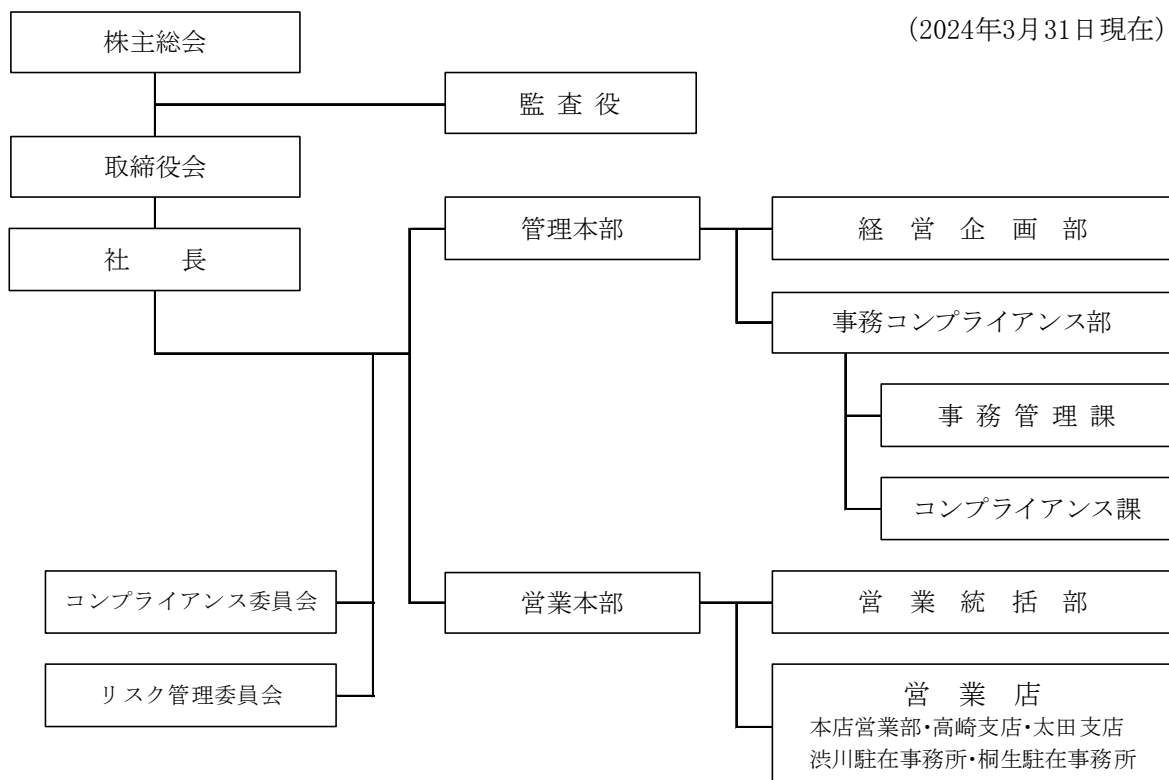 (2024年3月31日現在)
株主総会
監 査 役
取締役会
社 長
管理本部
経 営 企 画 部
事務コンプライアンス部
事 務 管 理 課
コンプライアンス課
コンプライアンス委員会
営業本部
営 業 統 括 部
リスク管理委員会
営 業 店
本店営業部・高崎支店・太田支店
渋川駐在事務所・桐生駐在事務所